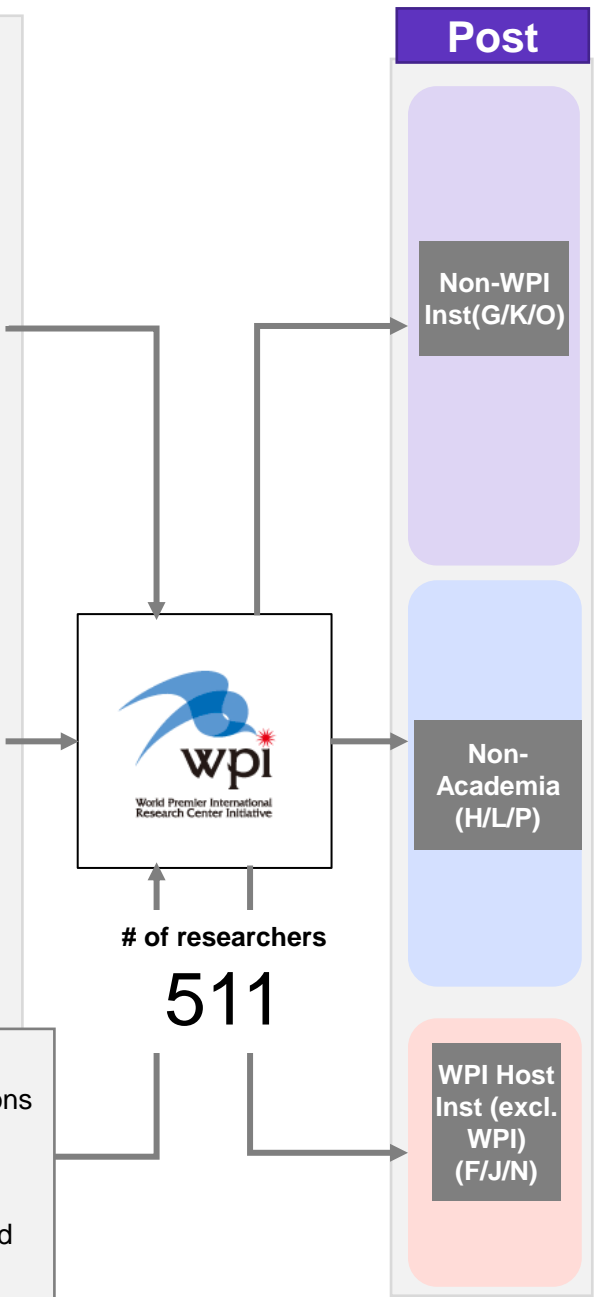 Post
Non-WPI
Inst(G/K/O)
wpi
World Premier International
Research Center Initiative
Non-
Academia
(H/L/P)
# of researchers
511
WPI Host
Inst (excl.
WPI)
(F/J/N)